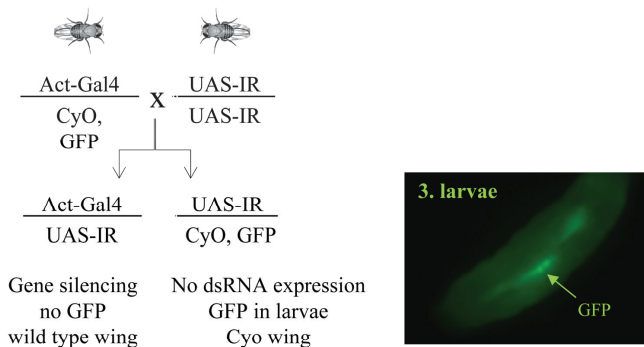 Act-Gal4
CyO,
GFP
X
UAS-IR
UAS-IR
Act-Gal4
UAS-IR
UAS-IR
CyO, GFP
Gene silencing
no GFP
wild type wing
No dsRNA expression
GFP in larvae
Cyo wing
3. larvae
GFP